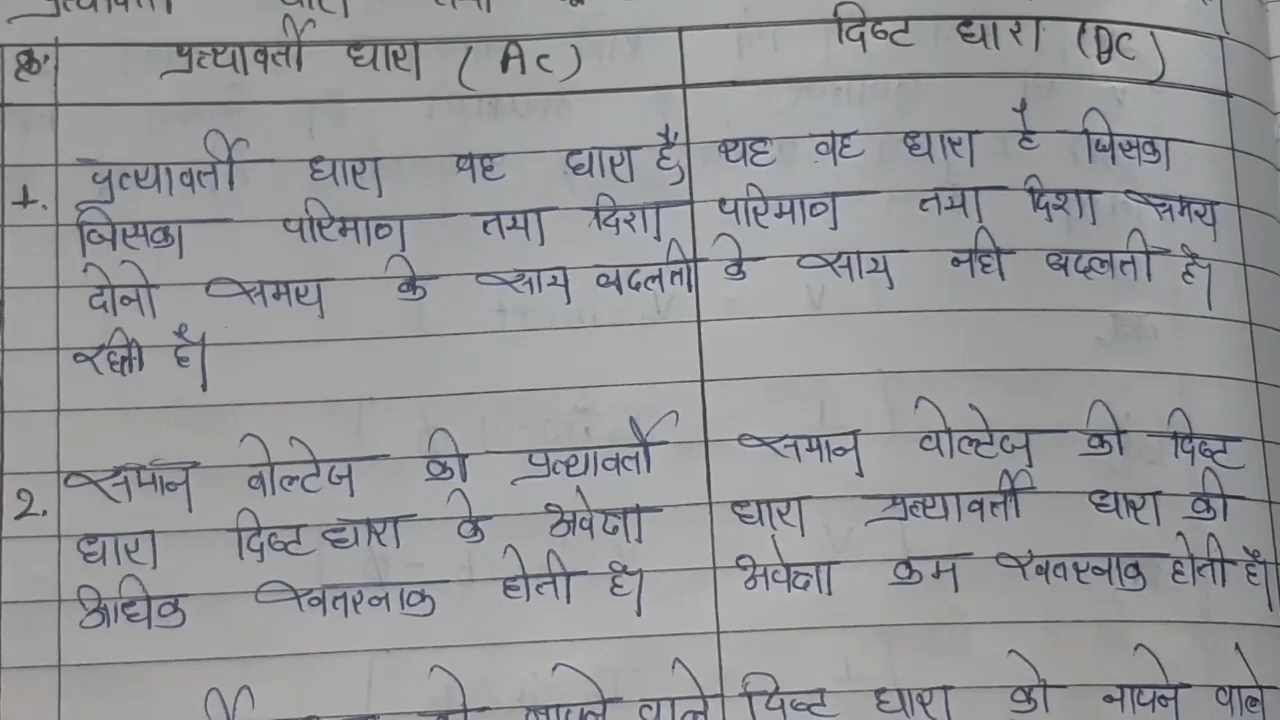 क्र. प्रत्यावर्ती धारा (AC) दिष्ट धारा (DC)
1. प्रत्यावर्ती धारा वह धारा है,
जिसका परिमाण तथा दिशा
दोनो समय के साथ बदलती
रहती है।
यह वह धारा है जिसका
परिमाण तथा दिशा समय
के साथ नही बदलती है।
2. समान वोल्टेज की प्रत्यावर्ती
धारा दिष्ट धारा के अपेक्षा
अधिक खतरनाक होती है।
समान वोल्टेज की दिष्ट
धारा प्रत्यावर्ती धारा की
अपेक्षा कम खतरनाक होती है।
को नापने वाले
दिष्ट धारा को नापने वाले